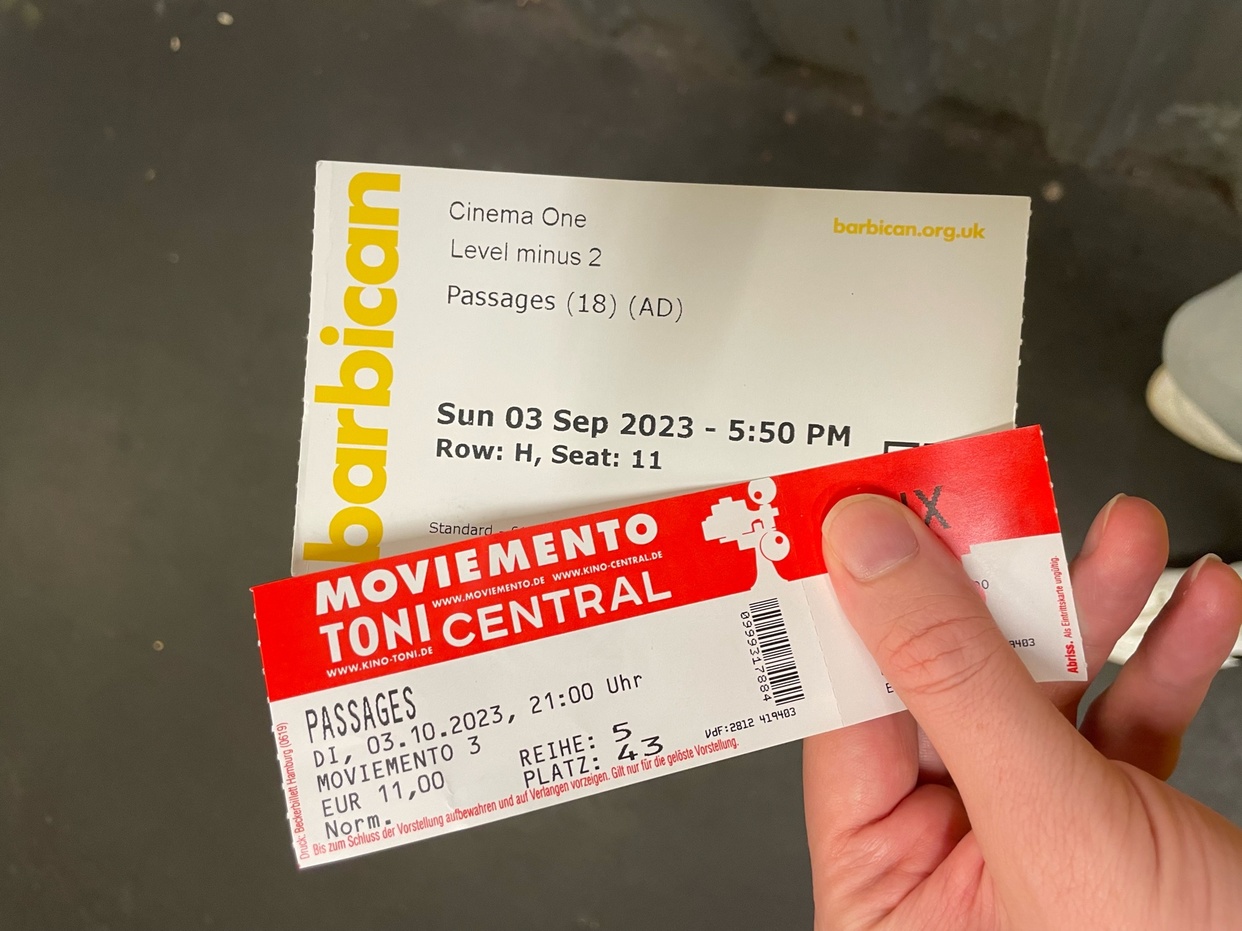 barbican
Cinema One
Level minus 2
Passages (18) (AD)
barbican.org.uk
Sun 03 Sep 2023 - 5:50 PM
Row: H, Seat: 11
Standard -
MOVIEMENTO
WWW.MOVIEMENTO.DE WWW.KINO-CENTRAL.DE
TONI CENTRAL
WWW.KINO-TONI.DE
PASSAGES
DI, 03.10.2023, 21:00 Uhr
MOVIEMENTO 3
REIHE: 5
EUR 11,00
PLATZ: 43
Norm.
VdF:2812 419403
0999317884
Bis zum Schluss der Vorstellung aufbewahren und auf Verlangen vorzeigen. Gilt nur für die gelöste Vorstellung.
Druck: Beckerbillett Hamburg (0619)
Abriss. Als Eintrittskarte ungültig.